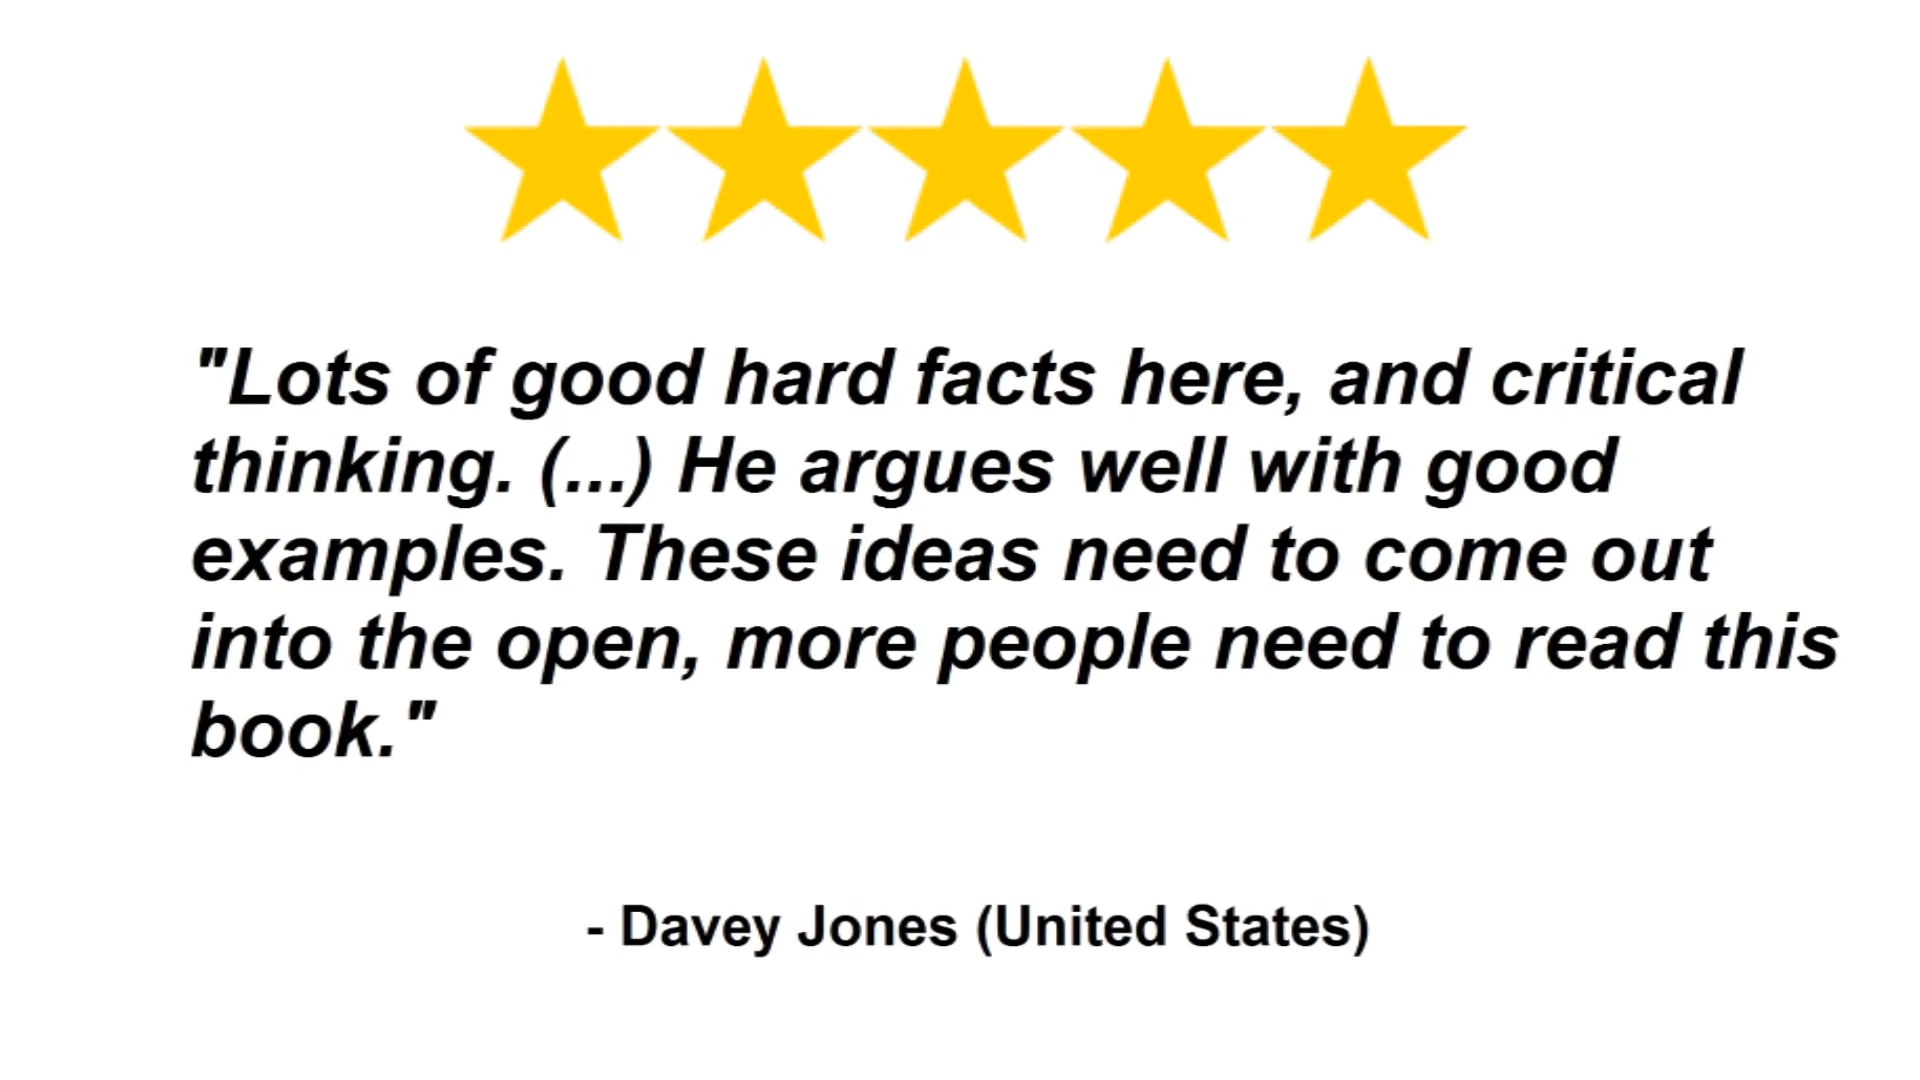 "Lots of good hard facts here, and critical
thinking. (...) He argues well with good
examples. These ideas need to come out
into the open, more people need to read this
book."
- Davey Jones (United States)